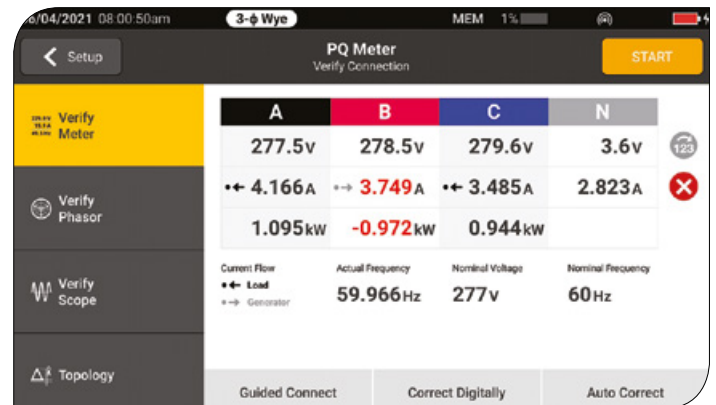 /04/2021 08:00:50am 3-ϕ Wye MEM 1%
Setup
PQ Meter
Verify Connection
START
Verify
Meter
Verify
Phasor
Verify
Scope
Topology
A B C N
277.5V 278.5V 279.6V 3.6V
123
4.166A 3.749A 3.485A 2.823A
1.095kW -0.972kW 0.944kW
Current Flow
Load
Generator
Actual Frequency
59.966Hz
Nominal Voltage
277V
Nominal Frequency
60Hz
Guided Connect Correct Digitally Auto Correct